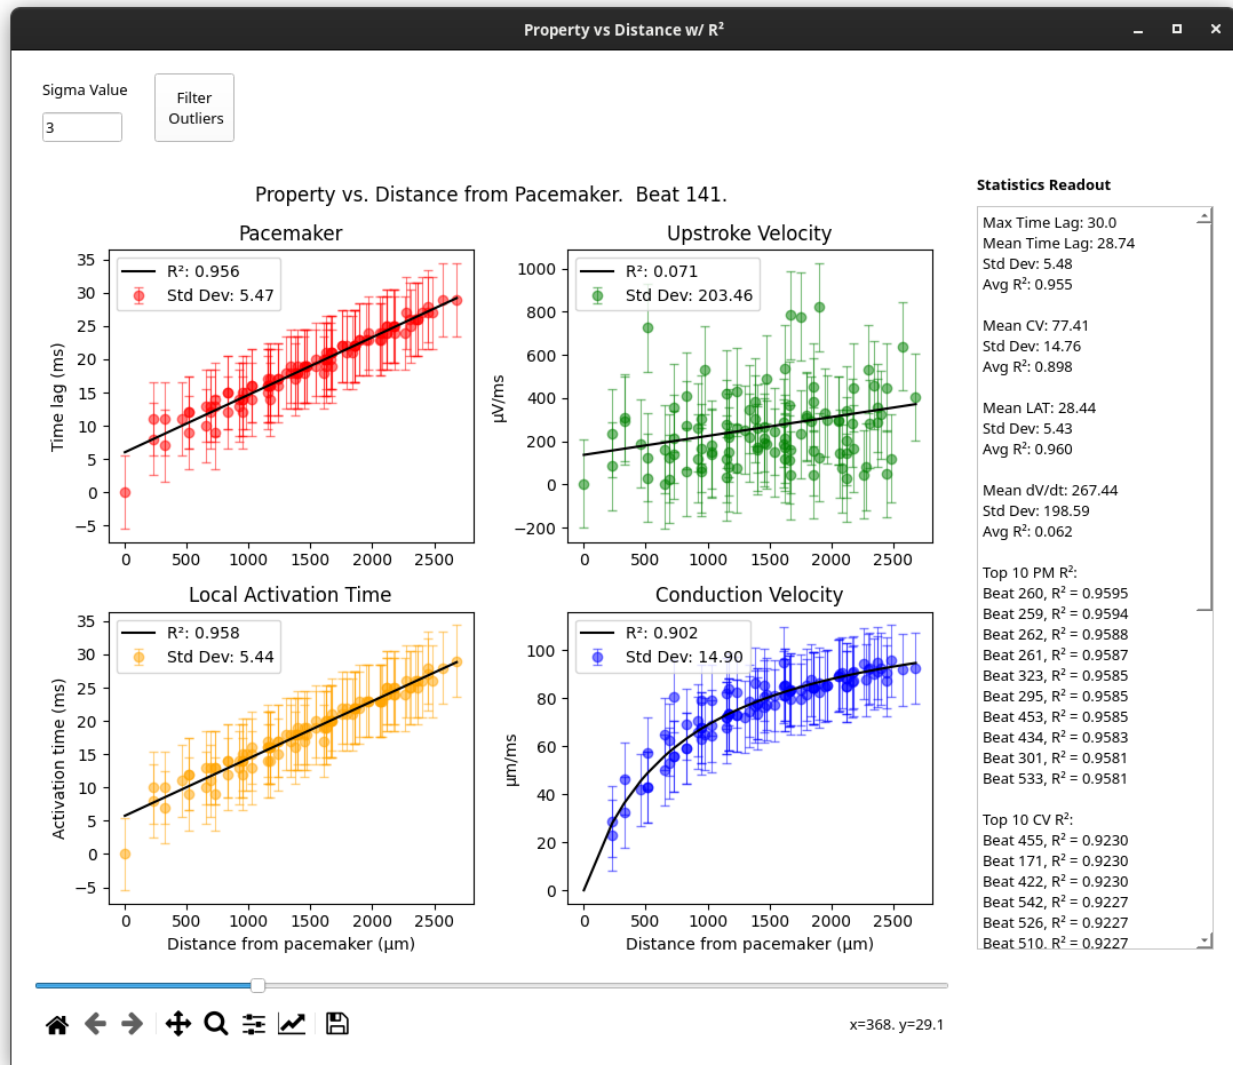 Property vs Distance w/ R²
Sigma Value
3
Filter
Outliers
Property vs. Distance from Pacemaker.  Beat 141.
Pacemaker
R²: 0.956
Std Dev: 5.47
35
30
25
20
15
10
5
0
−5
Time lag (ms)
0 500 1000 1500 2000 2500
Upstroke Velocity
R²: 0.071
Std Dev: 203.46
1000
800
600
400
200
0
−200
µV/ms
0 500 1000 1500 2000 2500
Local Activation Time
R²: 0.958
Std Dev: 5.44
35
30
25
20
15
10
5
0
−5
Activation time (ms)
0 500 1000 1500 2000 2500
Distance from pacemaker (µm)
Conduction Velocity
R²: 0.902
Std Dev: 14.90
100
80
60
40
20
0
µm/ms
0 500 1000 1500 2000 2500
Distance from pacemaker (µm)
Statistics Readout
Max Time Lag: 30.0
Mean Time Lag: 28.74
Std Dev: 5.48
Avg R²: 0.955
Mean CV: 77.41
Std Dev: 14.76
Avg R²: 0.898
Mean LAT: 28.44
Std Dev: 5.43
Avg R²: 0.960
Mean dV/dt: 267.44
Std Dev: 198.59
Avg R²: 0.062
Top 10 PM R²:
Beat 260, R² = 0.9595
Beat 259, R² = 0.9594
Beat 262, R² = 0.9588
Beat 261, R² = 0.9587
Beat 323, R² = 0.9585
Beat 295, R² = 0.9585
Beat 453, R² = 0.9585
Beat 434, R² = 0.9583
Beat 301, R² = 0.9581
Beat 533, R² = 0.9581
Top 10 CV R²:
Beat 455, R² = 0.9230
Beat 171, R² = 0.9230
Beat 422, R² = 0.9230
Beat 542, R² = 0.9227
Beat 526, R² = 0.9227
Beat 510, R² = 0.9227
x=368. y=29.1